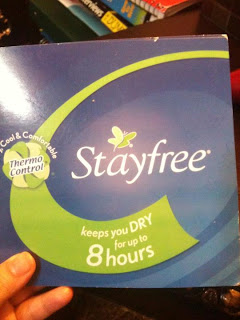 Cool & Comfortable
Thermo
Control
Stayfree®
keeps you DRY
for up to
8 hours